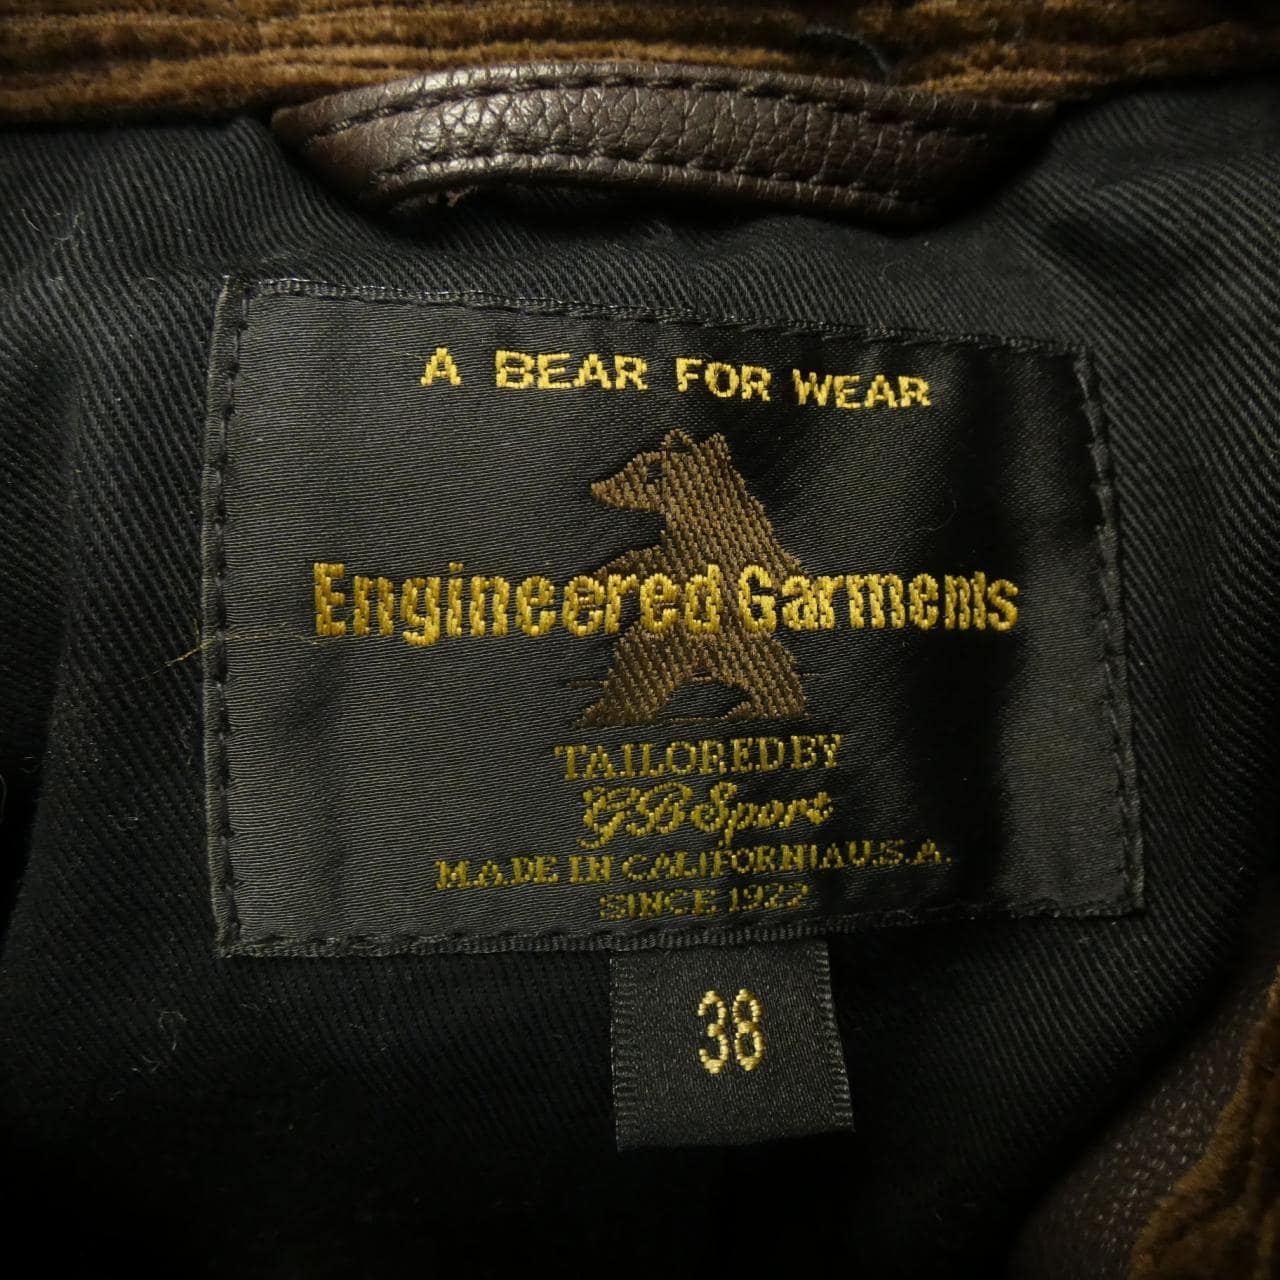 A BEAR FOR WEAR
Engineered Garments
TAILORED BY
GB Sport
MADE IN CALIFORNIA U.S.A.
SINCE 1922
38